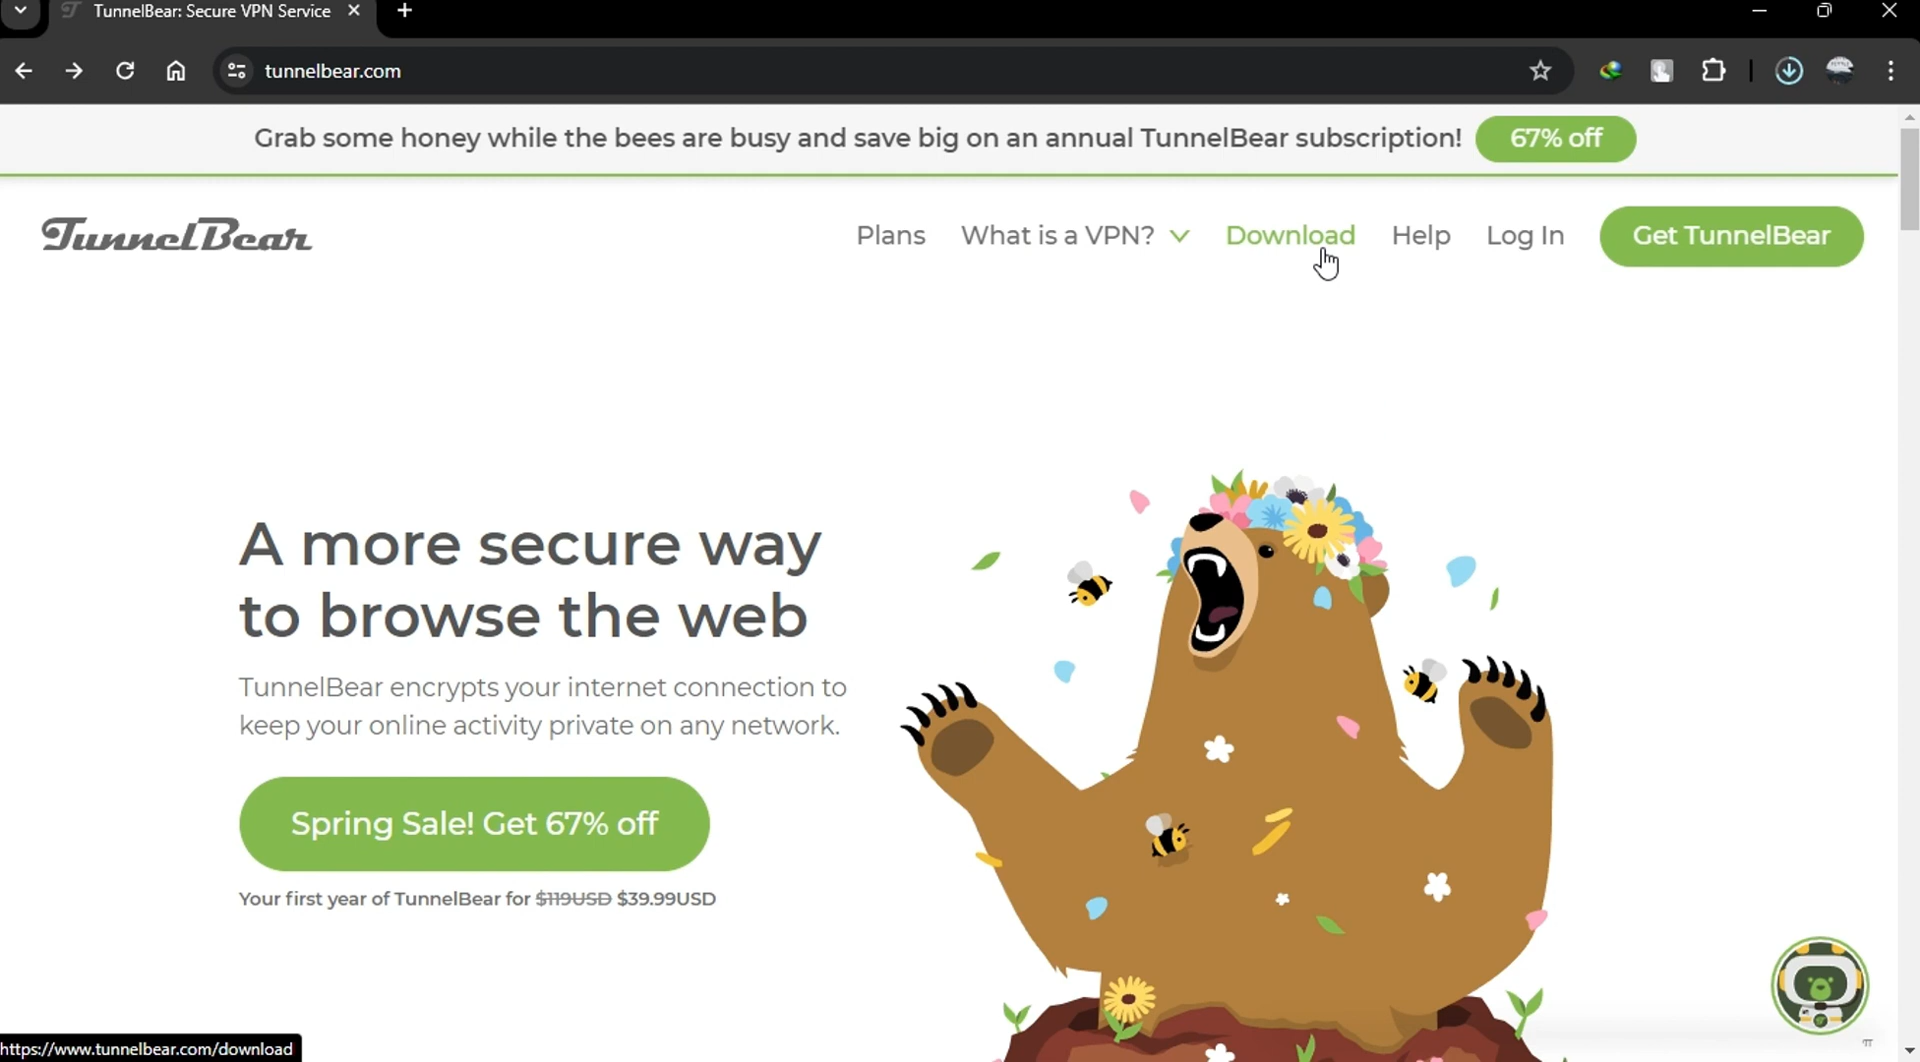 TunnelBear: Secure VPN Service
tunnelbear.com
Grab some honey while the bees are busy and save big on an annual TunnelBear subscription! 67% off
TunnelBear
Plans What is a VPN? Download Help Log In Get TunnelBear
A more secure way
to browse the web
TunnelBear encrypts your internet connection to
keep your online activity private on any network.
Spring Sale! Get 67% off
Your first year of TunnelBear for $119USD $39.99USD
https://www.tunnelbear.com/download